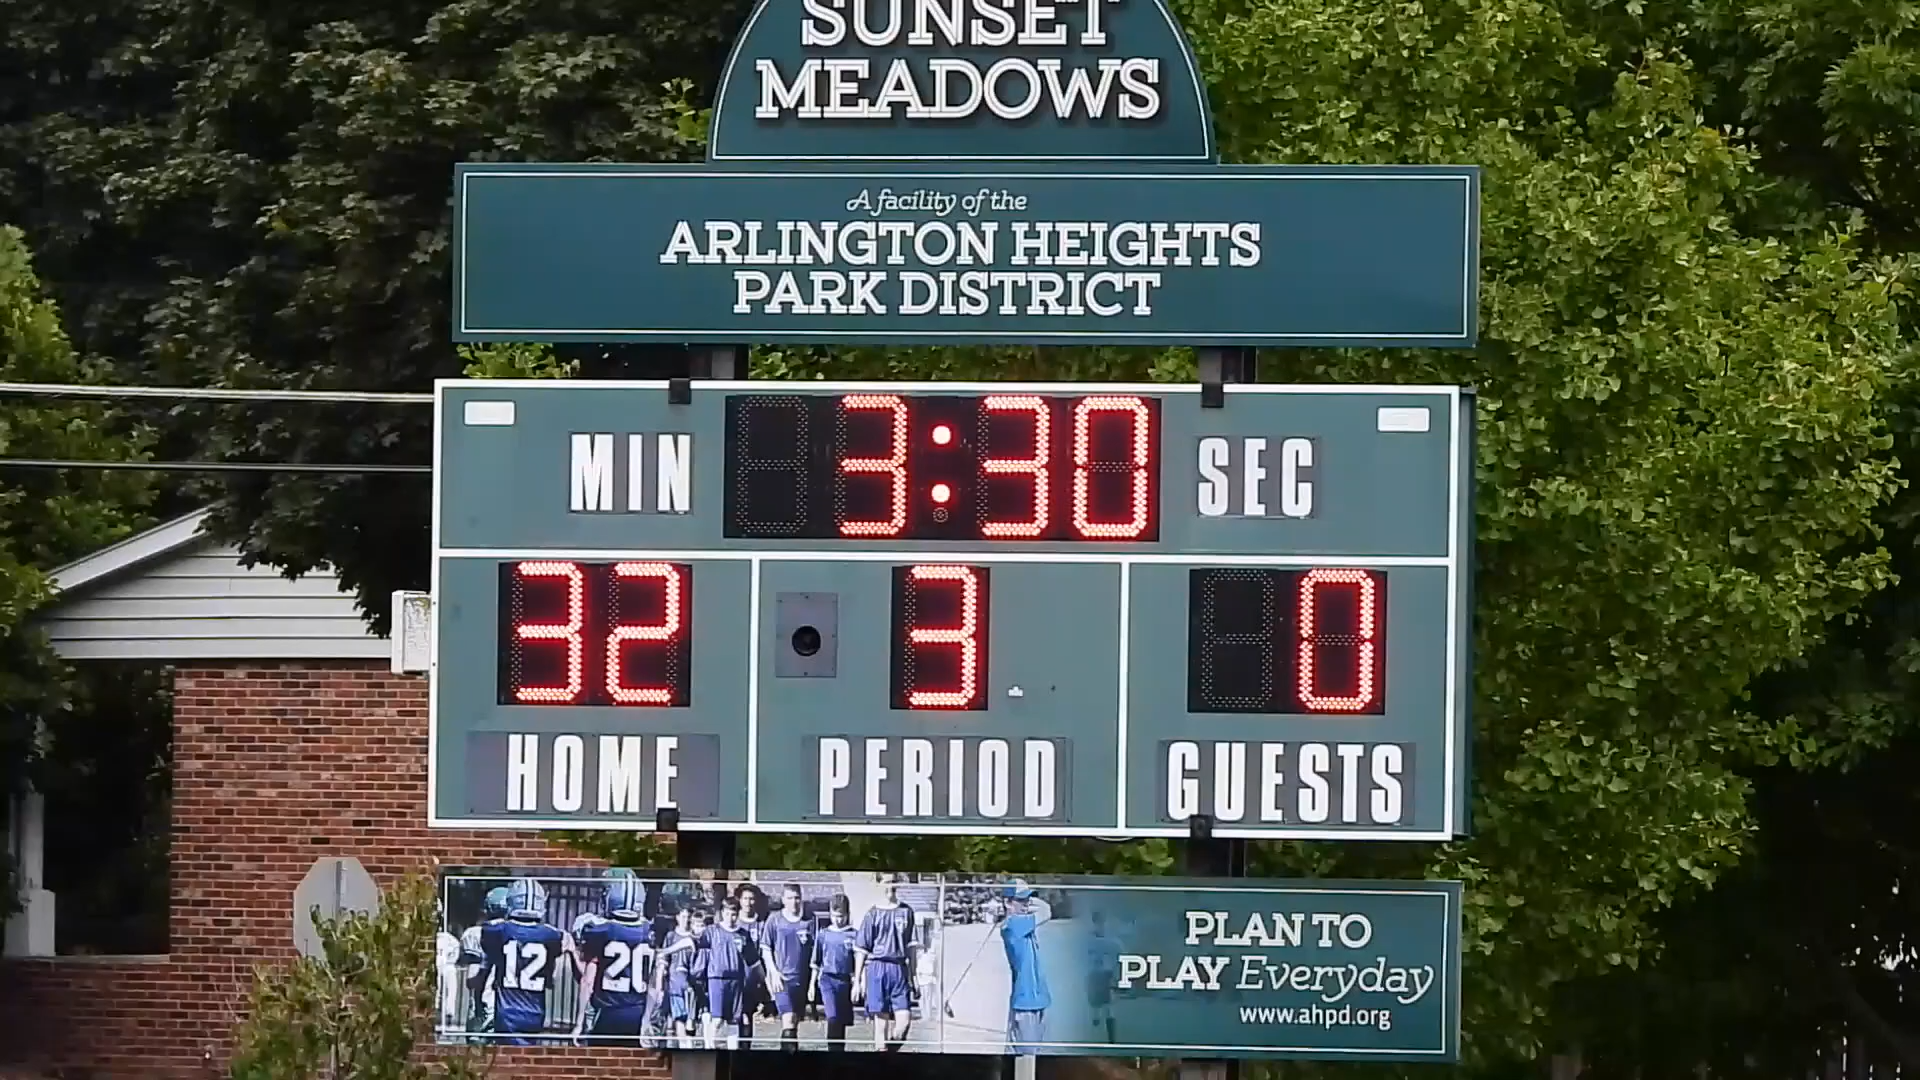 SUNSET
MEADOWS
A facility of the
ARLINGTON HEIGHTS
PARK DISTRICT
MIN 3:30 SEC
32 3 0
HOME PERIOD GUESTS
12 20
PLAN TO
PLAY Everyday
www.ahpd.org